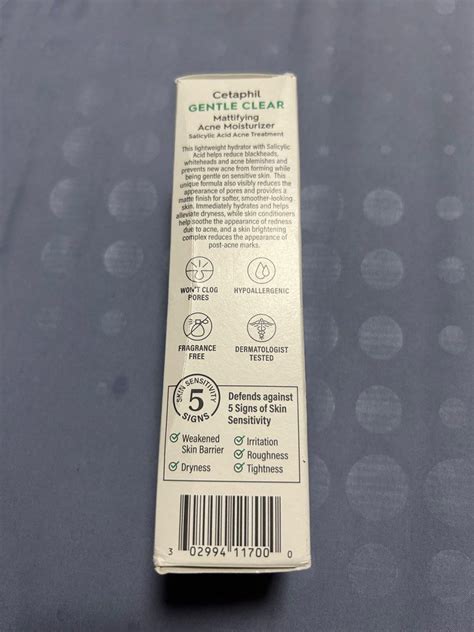 Cetaphil
GENTLE CLEAR
Mattifying
Acne Moisturizer
Salicylic Acid Acne Treatment
This lightweight hydrator with Salicylic
Acid helps reduce blackheads,
whiteheads and acne blemishes and
prevents new acne from forming while
being gentle on sensitive skin. This
unique formula also visibly reduces the
appearance of pores and provides a
matte finish for softer, smoother-looking
skin. Immediately hydrates and helps
alleviate dryness, while skin conditioners
help soothe the appearance of redness
due to acne, and a skin brightening
complex reduces the appearance of
post-acne marks.
WON'T CLOG
PORES
HYPOALLERGENIC
FRAGRANCE
FREE
DERMATOLOGIST
TESTED
SKIN SENSITIVITY
5
SIGNS
Defends against
5 Signs of Skin
Sensitivity
Weakened
Skin Barrier
Dryness
Irritation
Roughness
Tightness
3 02994 11700 0